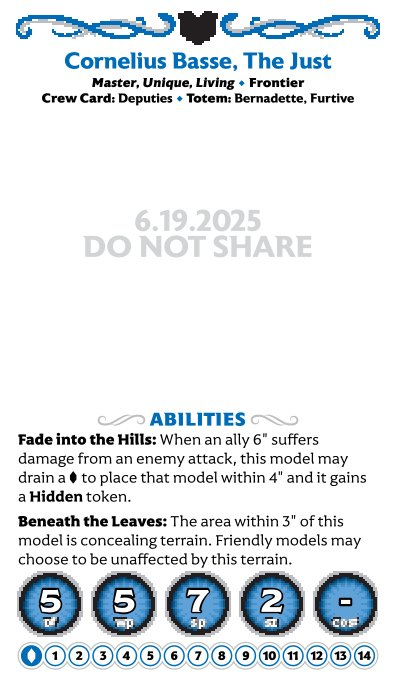 Cornelius Basse, The Just
Master, Unique, Living ⬥ Frontier
Crew Card: Deputies ⬥ Totem: Bernadette, Furtive
6.19.2025
DO NOT SHARE
ABILITIES
Fade into the Hills: When an ally 6" suffers
damage from an enemy attack, this model may
drain a to place that model within 4" and it gains
a Hidden token.
Beneath the Leaves: The area within 3" of this
model is concealing terrain. Friendly models may
choose to be unaffected by this terrain.
5 5 7 2 -
Df Wp Sp Sz Cost
1 2 3 4 5 6 7 8 9 10 11 12 13 14